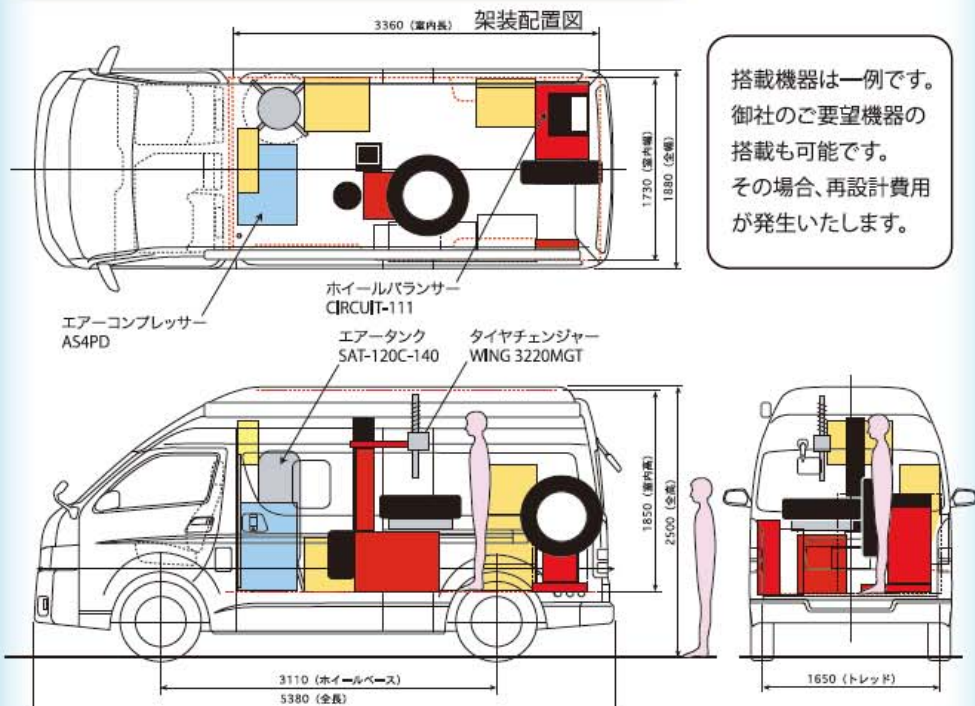 架装配置図
3360（室内長）
1730（室内幅）
1880（全幅）
搭載機器は一例です。
御社のご要望機器の
搭載も可能です。
その場合、再設計費用
が発生いたします。
エアーコンプレッサー
AS4PD
ホイールバランサー
CIRCUIT-111
エアータンク
SAT-120C-140
タイヤチェンジャー
WING 3220MGT
1850（室内高）
2500（全高）
3110（ホイールベース）
5380（全長）
1650（トレッド）